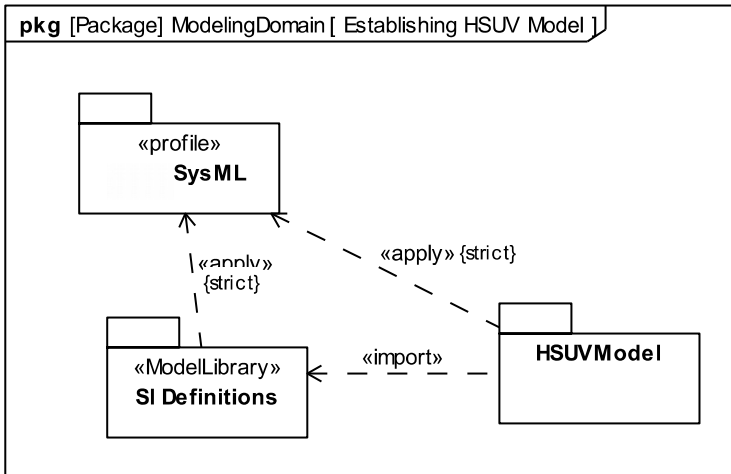 pkg [Package] ModelingDomain [ Establishing HSUV Model ]
«profile»
SysML
«apply»
{strict}
«apply» {strict}
«ModelLibrary»
SI Definitions
«import»
HSUVModel